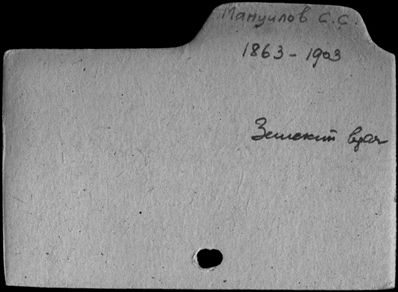 Мануилов С.С.
1863-1903
Земский врач